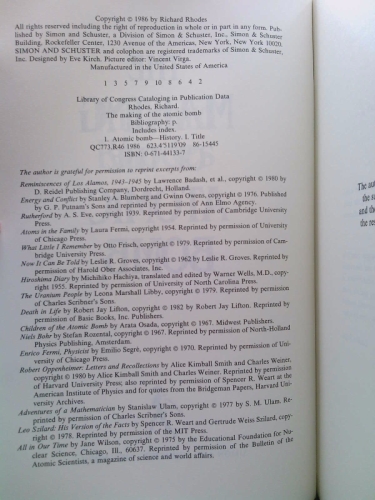 Copyright © 1986 by Richard Rhodes
All rights reserved including the right of reproduction in whole or in part in any form. Pub-
lished by Simon and Schuster, a Division of Simon & Schuster, Inc., Simon & Schuster
Building, Rockefeller Center, 1230 Avenue of the Americas, New York, New York 10020.
SIMON AND SCHUSTER and colophon are registered trademarks of Simon & Schuster,
Inc. Designed by Eve Kirch. Picture editor: Vincent Virga.
Manufactured in the United States of America
1 3 5 7 9 10 8 6 4 2
Library of Congress Cataloging in Publication Data
Rhodes, Richard.
The making of the atomic bomb
Bibliography: p.
Includes index.
1. Atomic bomb—History. I. Title
QC773.R46 1986 623.4'5119'09 86-15445
ISBN: 0-671-44133-7
The author is grateful for permission to reprint excerpts from:
Reminiscences of Los Alamos, 1943–1945 by Lawrence Badash, et al., copyright © 1980 by
D. Reidel Publishing Company, Dordrecht, Holland.
Energy and Conflict by Stanley A. Blumberg and Gwinn Owens, copyright © 1976. Published
by G. P. Putnam's Sons and reprinted by permission of Ann Elmo Agency.
Rutherford by A. S. Eve, copyright 1939. Reprinted by permission of Cambridge University
Press.
Atoms in the Family by Laura Fermi, copyright 1954. Reprinted by permission of University
of Chicago Press.
What Little I Remember by Otto Frisch, copyright © 1979. Reprinted by permission of Cam-
bridge University Press.
Now It Can Be Told by Leslie R. Groves, copyright © 1962 by Leslie R. Groves. Reprinted by
permission of Harold Ober Associates, Inc.
Hiroshima Diary by Michihiko Hachiya, translated and edited by Warner Wells, M.D., copy-
right 1955. Reprinted by permission of University of North Carolina Press.
The Uranium People by Leona Marshall Libby, copyright © 1979. Reprinted by permission
of Charles Scribner's Sons.
Death in Life by Robert Jay Lifton, copyright © 1982 by Robert Jay Lifton. Reprinted by
permission of Basic Books, Inc. Publishers.
Children of the Atomic Bomb by Arata Osada, copyright © 1967. Midwest Publishers.
Niels Bohr by Stefan Rozental, copyright © 1967. Reprinted by permission of North-Holland
Physics Publishing, Amsterdam.
Enrico Fermi, Physicist by Emilio Segrè, copyright © 1970. Reprinted by permission of Uni-
versity of Chicago Press.
Robert Oppenheimer: Letters and Recollections by Alice Kimball Smith and Charles Weiner,
copyright © 1980 by Alice Kimball Smith and Charles Weiner. Reprinted by permission
of Harvard University Press; also reprinted by permission of Spencer R. Weart at the
American Institute of Physics and for quotes from the Bridgeman Papers, Harvard Uni-
versity Archives.
Adventures of a Mathematician by Stanislaw Ulam, copyright © 1977 by S. M. Ulam. Re-
printed by permission of Charles Scribner's Sons.
Leo Szilard: His Version of the Facts by Spencer R. Weart and Gertrude Weiss Szilard, copy-
right © 1978. Reprinted by permission of the MIT Press.
All in Our Time by Jane Wilson, copyright © 1975 by the Educational Foundation for Nu-
clear Science, Chicago, Ill., 60637. Reprinted by permission of the Bulletin of the
Atomic Scientists, a magazine of science and world affairs.
The au
the s
and th
the re